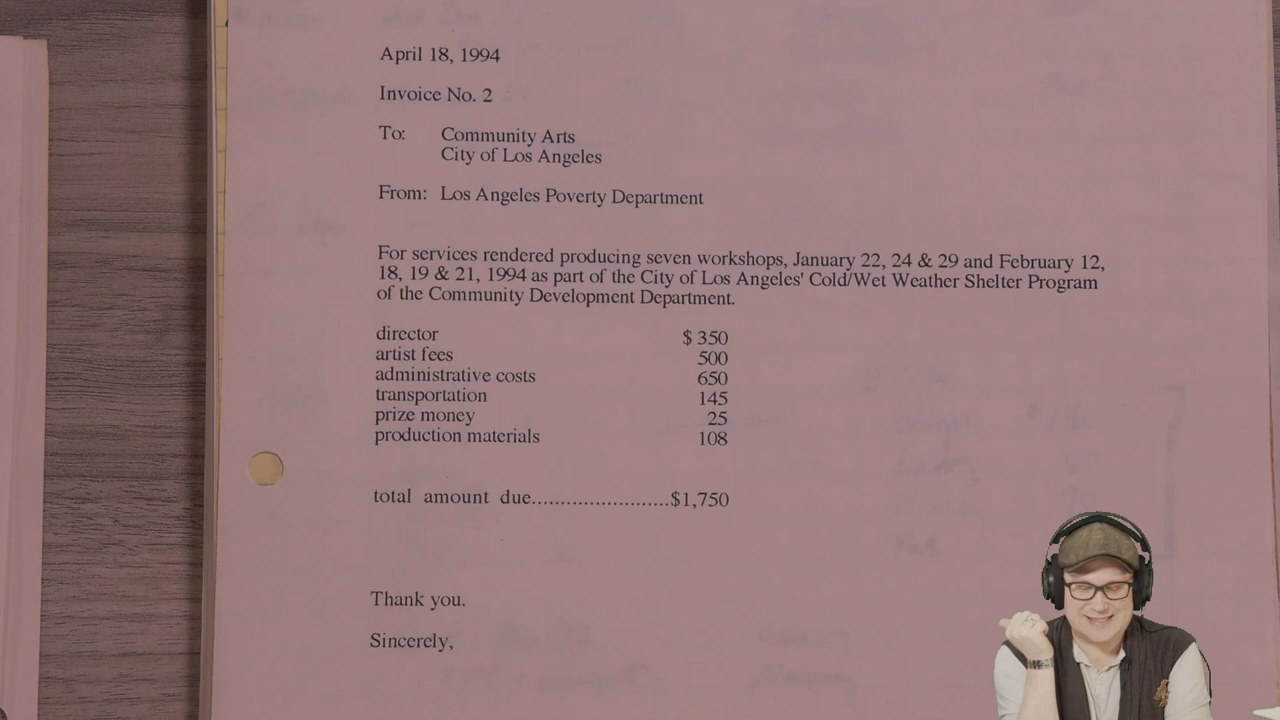 April 18, 1994
Invoice No. 2
To: Community Arts
City of Los Angeles
From: Los Angeles Poverty Department
For services rendered producing seven workshops, January 22, 24 & 29 and February 12,
18, 19 & 21, 1994 as part of the City of Los Angeles' Cold/Wet Weather Shelter Program
of the Community Development Department.
director $ 350
artist fees 500
administrative costs 650
transportation 145
prize money 25
production materials 108
total amount due.......................$1,750
Thank you.
Sincerely,